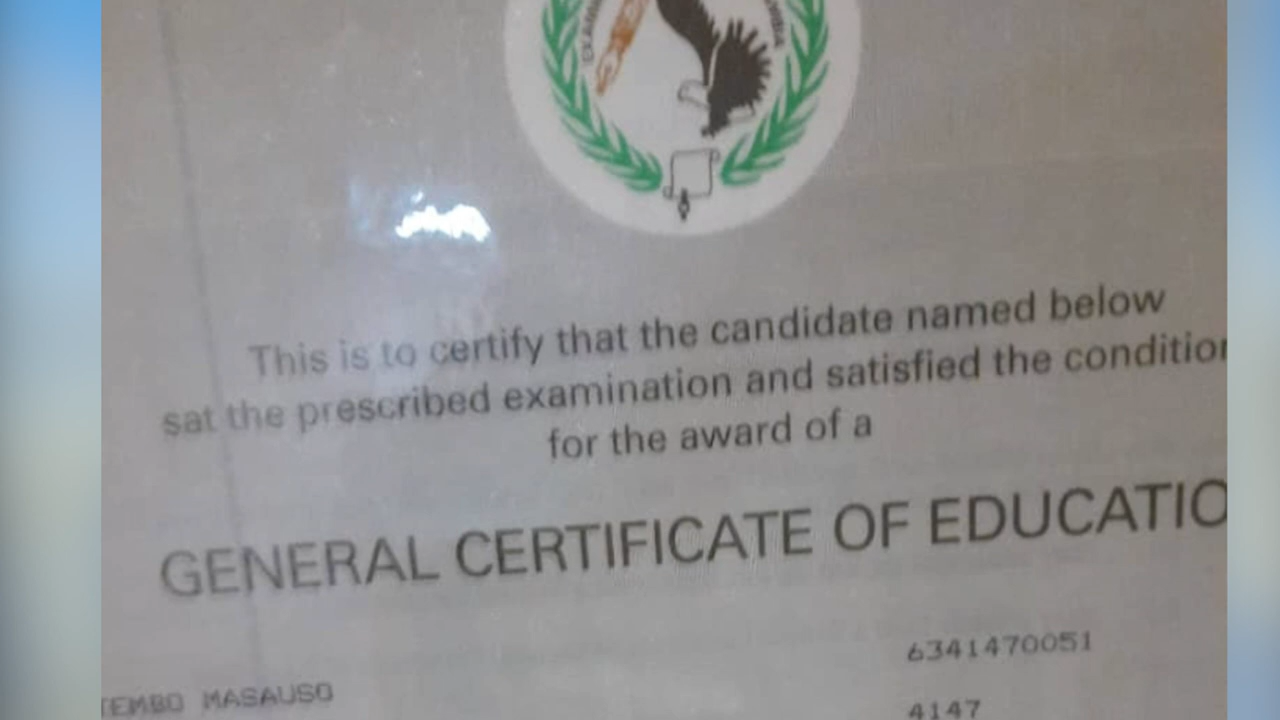 This is to certify that the candidate named below
sat the prescribed examination and satisfied the condition
for the award of a
GENERAL CERTIFICATE OF EDUCATIO
6341470051
TEMBO MASAUSO
4147